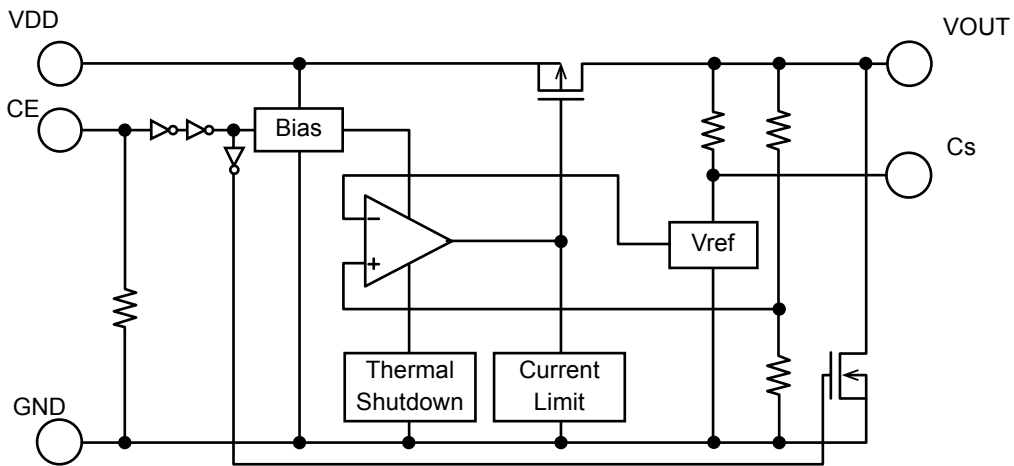 VDD
VOUT
CE
Bias
Cs
−
Vref
+
Thermal
Shutdown
Current
Limit
GND